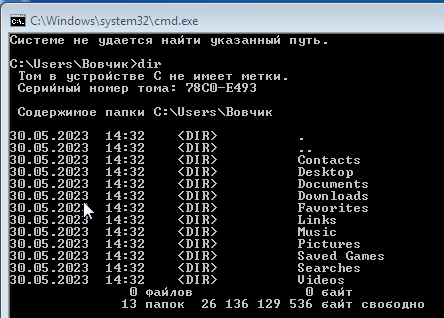 C:\Windows\system32\cmd.exe
Системе не удается найти указанный путь.
C:\Users\Вовчик>dir
Том в устройстве C не имеет метки.
Серийный номер тома: 78C0-E493
Содержимое папки C:\Users\Вовчик
30.05.2023  14:32    <DIR>          .
30.05.2023  14:32    <DIR>          ..
30.05.2023  14:32    <DIR>          Contacts
30.05.2023  14:32    <DIR>          Desktop
30.05.2023  14:32    <DIR>          Documents
30.05.2023  14:32    <DIR>          Downloads
30.05.2023  14:32    <DIR>          Favorites
30.05.2023  14:32    <DIR>          Links
30.05.2023  14:32    <DIR>          Music
30.05.2023  14:32    <DIR>          Pictures
30.05.2023  14:32    <DIR>          Saved Games
30.05.2023  14:32    <DIR>          Searches
30.05.2023  14:32    <DIR>          Videos
0 файлов              0 байт
13 папок  26 136 129 536 байт свободно